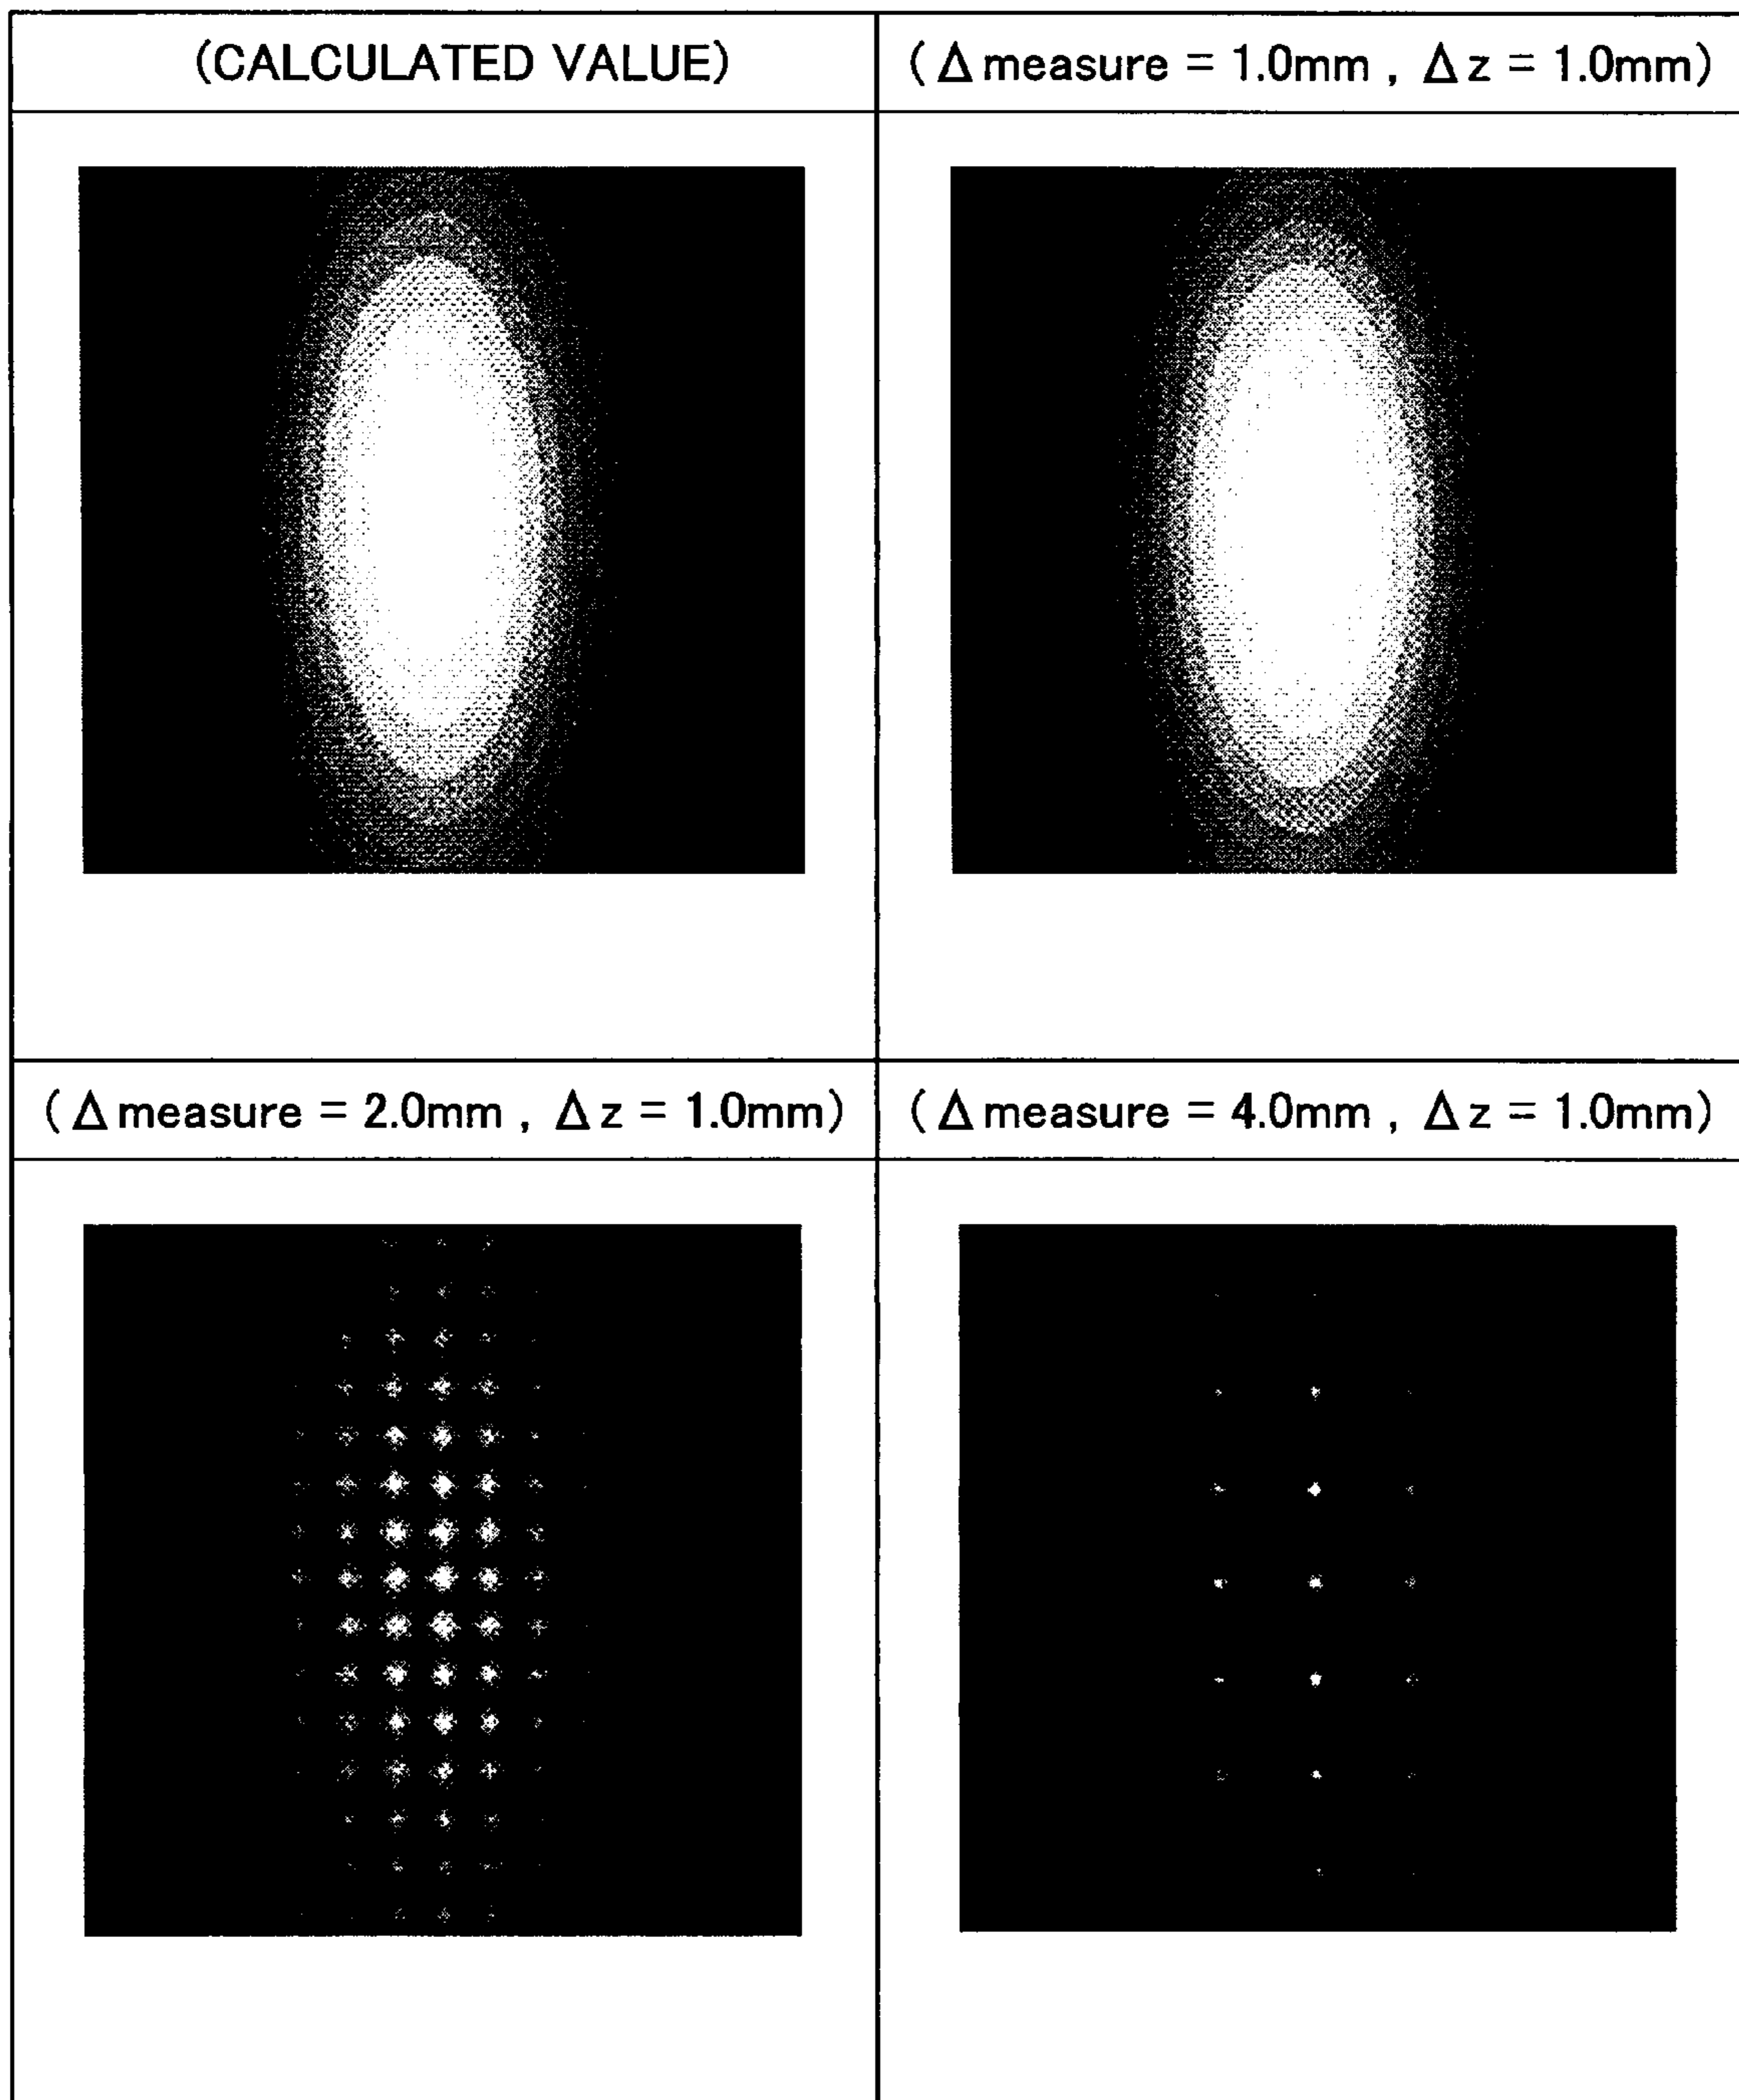 (CALCULATED VALUE)
(Δmeasure = 1.0mm , Δz = 1.0mm)
(Δmeasure = 2.0mm , Δz = 1.0mm)
(Δmeasure = 4.0mm , Δz = 1.0mm)